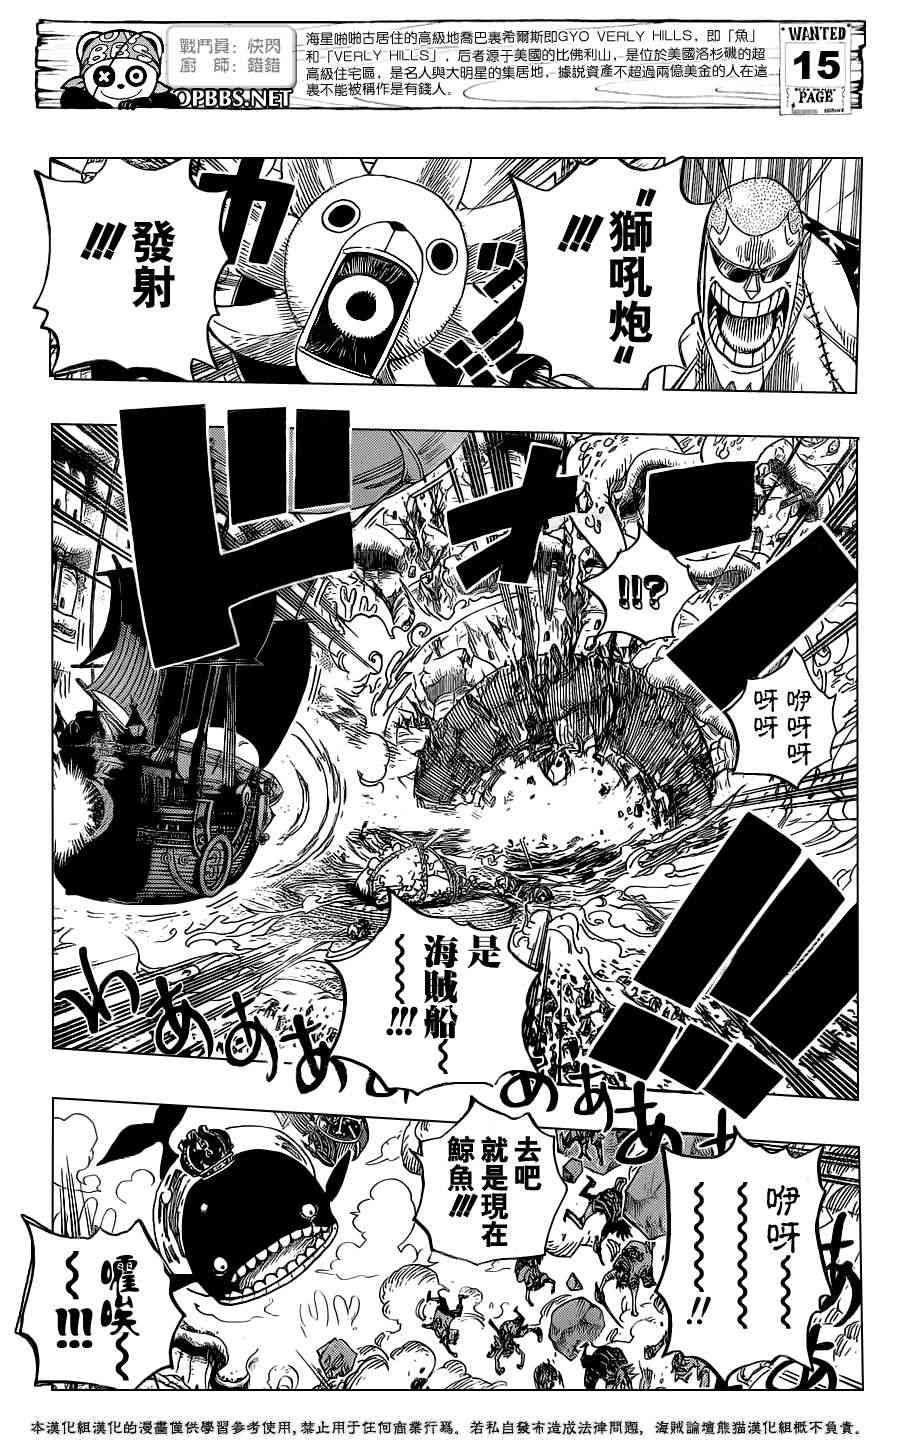 戰鬥員：快閃
廚　師：錯錯
OPBBS.NET
海星啪啪古居住的高級地喬巴裏希爾斯即GYO VERLY HILLS，即「魚」
和「VERLY HILLS」，后者源于美國的比佛利山，是位於美國洛杉磯的超
高級住宅區，是名人與大明星的集居地，據説資產不超過兩億美金的人在這
裏不能被稱作是有錢人。
WANTED
15
PAGE
"獅吼炮"
!!!
發射
!!!
ドオーン!!!
!!?
咿呀呀
呀呀
是
海賊船～
～～!!!
わああああ
あああああ
咿呀～
～～～!!
去吧
就是現在
鯨魚!!!
嚯唉～
～!!!
本漢化組漢化的漫畫僅供學習參考使用,禁止用于任何商業行爲。若私自發布造成法律問題，海賊論壇熊猫漢化組概不負責。